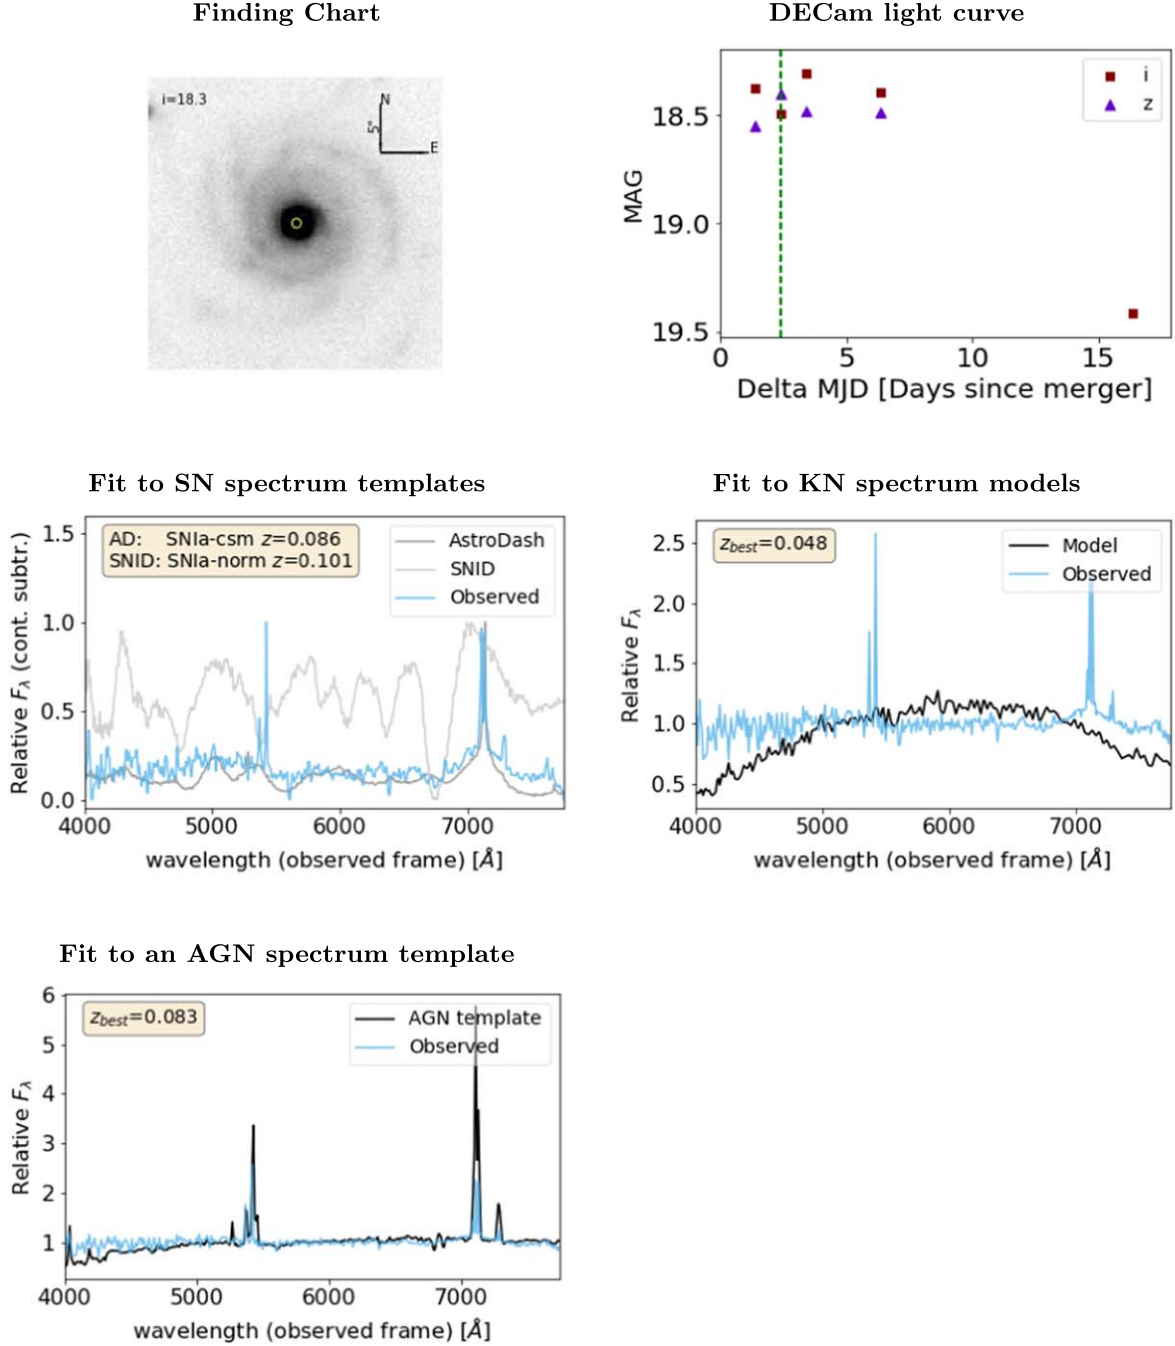 Finding Chart
i=18.3
N
5"
E
DECam light curve
i
z
18.5
19.0
19.5
MAG
0 5 10 15
Delta MJD [Days since merger]
Fit to SN spectrum templates
AD: SNIa-csm z=0.086
SNID: SNIa-norm z=0.101
AstroDash
SNID
Observed
1.5
1.0
0.5
0.0
Relative Fλ (cont. subtr.)
4000 5000 6000 7000
wavelength (observed frame) [Å]
Fit to KN spectrum models
zbest=0.048
Model
Observed
2.5
2.0
1.5
1.0
0.5
Relative Fλ
4000 5000 6000 7000
wavelength (observed frame) [Å]
Fit to an AGN spectrum template
zbest=0.083
AGN template
Observed
6
5
4
3
2
1
Relative Fλ
4000 5000 6000 7000
wavelength (observed frame) [Å]